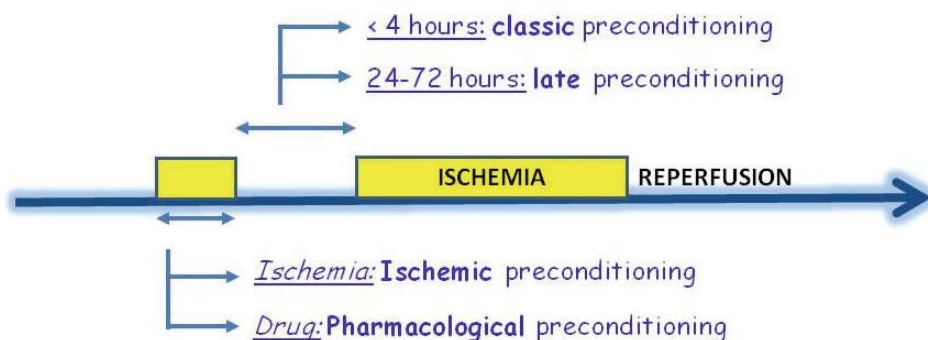 < 4 hours: classic preconditioning
24-72 hours: late preconditioning
ISCHEMIA
REPERFUSION
Ischemia: Ischemic preconditioning
Drug: Pharmacological preconditioning